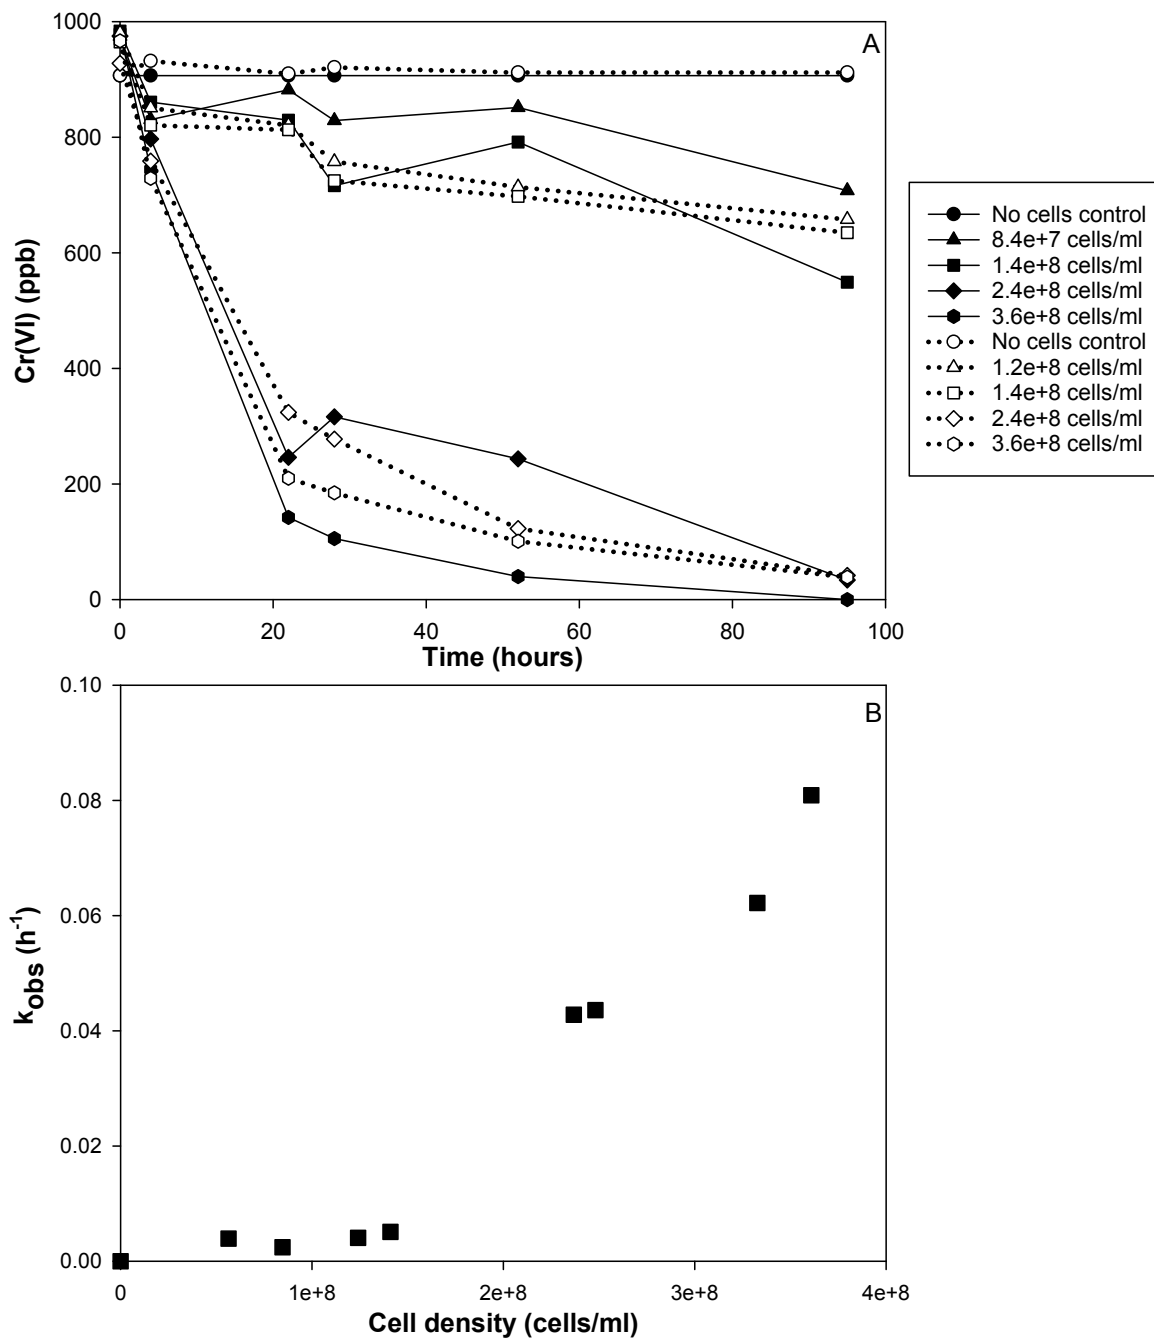 A
1000
800
600
400
200
0
Cr(VI) (ppb)
0 20 40 60 80 100
Time (hours)
No cells control
8.4e+7 cells/ml
1.4e+8 cells/ml
2.4e+8 cells/ml
3.6e+8 cells/ml
No cells control
1.2e+8 cells/ml
1.4e+8 cells/ml
2.4e+8 cells/ml
3.6e+8 cells/ml
B
0.10
0.08
0.06
0.04
0.02
0.00
kobs (h-1)
0 1e+8 2e+8 3e+8 4e+8
Cell density (cells/ml)